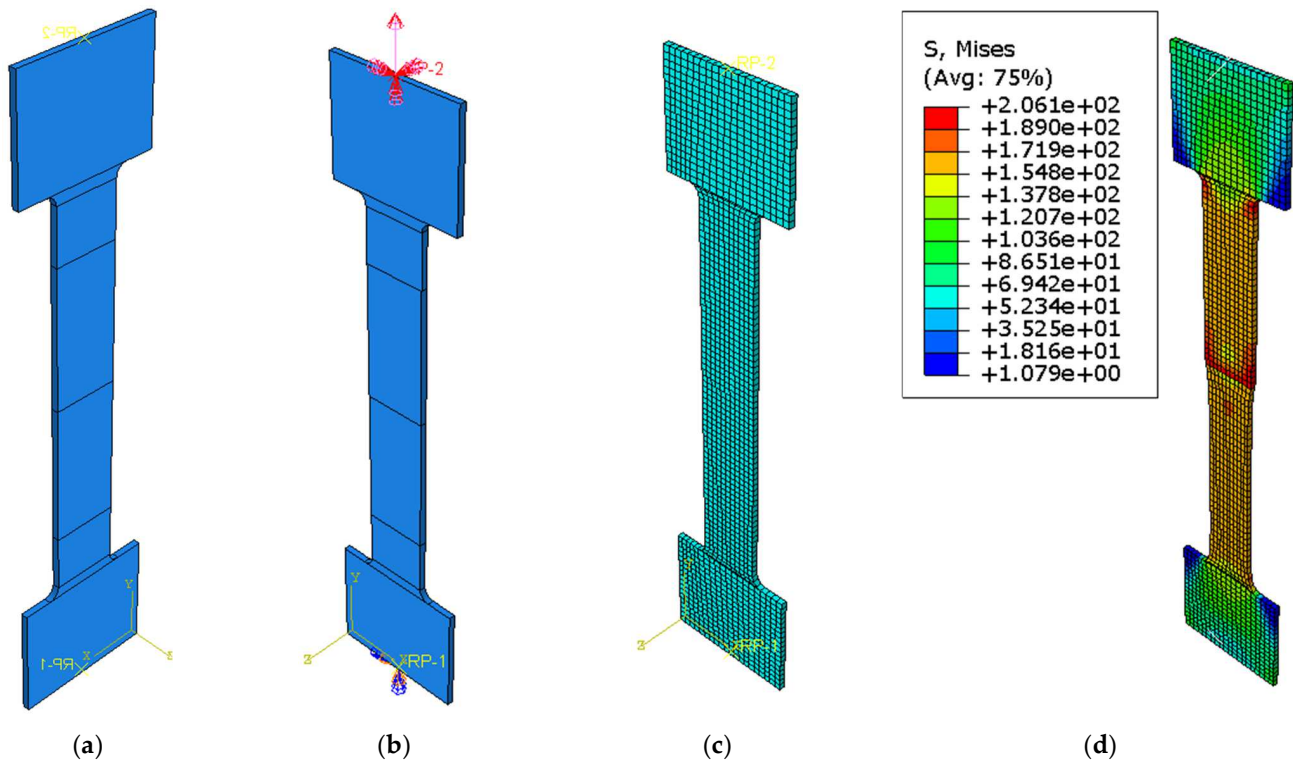 RP-2
Y
X
Z
RP-1
(a)
RP-2
Y
Z
X
RP-1
(b)
RP-2
Y
Z
X
RP-1
(c)
S, Mises
(Avg: 75%)
+2.061e+02
+1.890e+02
+1.719e+02
+1.548e+02
+1.378e+02
+1.207e+02
+1.036e+02
+8.651e+01
+6.942e+01
+5.234e+01
+3.525e+01
+1.816e+01
+1.079e+00
(d)